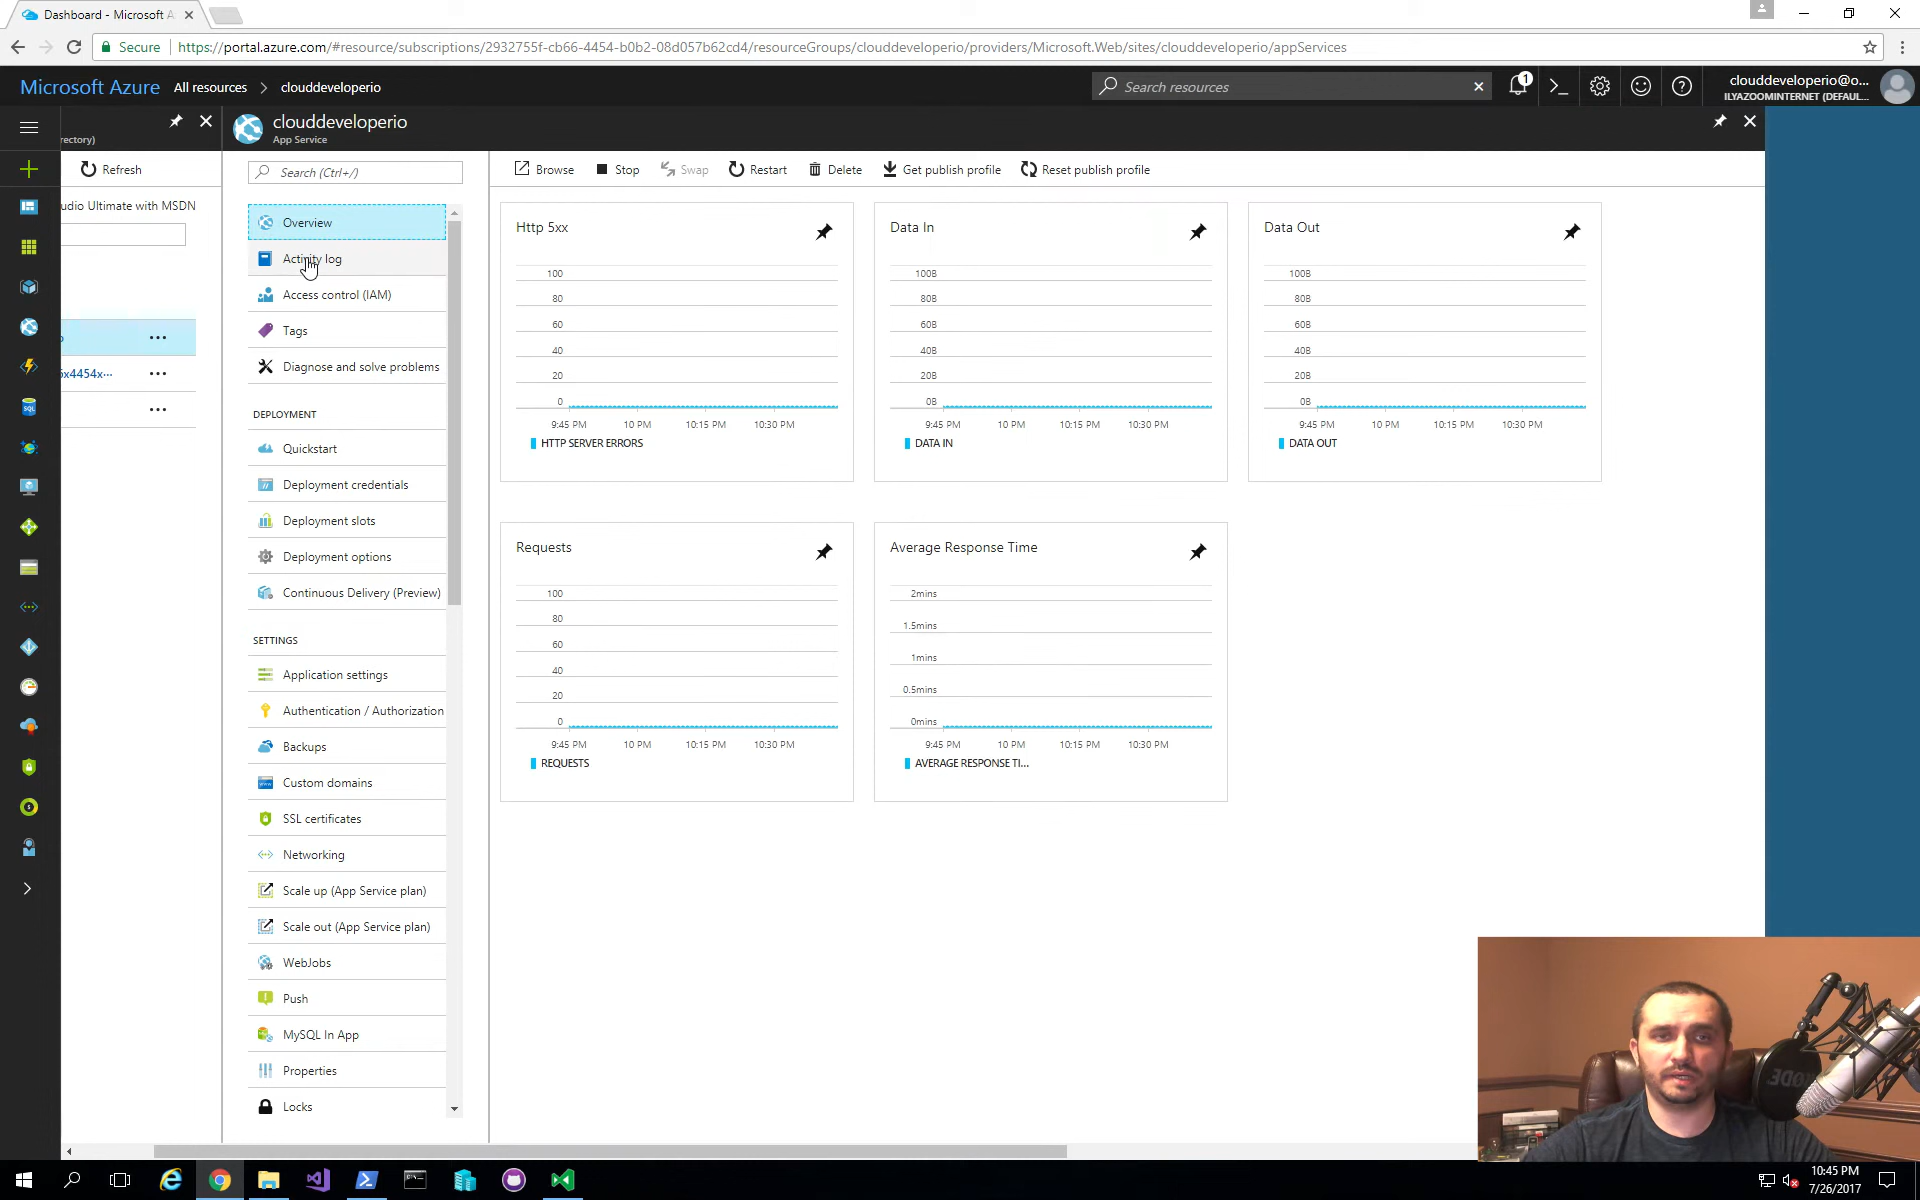 Dashboard - Microsoft A
Secure
https://portal.azure.com/#resource/subscriptions/2932755f-cb66-4454-b0b2-08d057b62cd4/resourceGroups/clouddeveloperio/providers/Microsoft.Web/sites/clouddeveloperio/appServices
Microsoft Azure
All resources > clouddeveloperio
Search resources
1
clouddeveloperio@o...
ILYAZOOMINTERNET (DEFAUL...
rectory)
Refresh
udio Ultimate with MSDN
5x4454x...
clouddeveloperio
App Service
Search (Ctrl+/)
Overview
Activity log
Access control (IAM)
Tags
Diagnose and solve problems
DEPLOYMENT
Quickstart
Deployment credentials
Deployment slots
Deployment options
Continuous Delivery (Preview)
SETTINGS
Application settings
Authentication / Authorization
Backups
Custom domains
SSL certificates
Networking
Scale up (App Service plan)
Scale out (App Service plan)
WebJobs
Push
MySQL In App
Properties
Locks
Browse
Stop
Swap
Restart
Delete
Get publish profile
Reset publish profile
Http 5xx
100
80
60
40
20
0
9:45 PM 10 PM 10:15 PM 10:30 PM
HTTP SERVER ERRORS
Data In
100B
80B
60B
40B
20B
0B
9:45 PM 10 PM 10:15 PM 10:30 PM
DATA IN
Data Out
100B
80B
60B
40B
20B
0B
9:45 PM 10 PM 10:15 PM 10:30 PM
DATA OUT
Requests
100
80
60
40
20
0
9:45 PM 10 PM 10:15 PM 10:30 PM
REQUESTS
Average Response Time
2mins
1.5mins
1mins
0.5mins
0mins
9:45 PM 10 PM 10:15 PM 10:30 PM
AVERAGE RESPONSE TI...
10:45 PM
7/26/2017